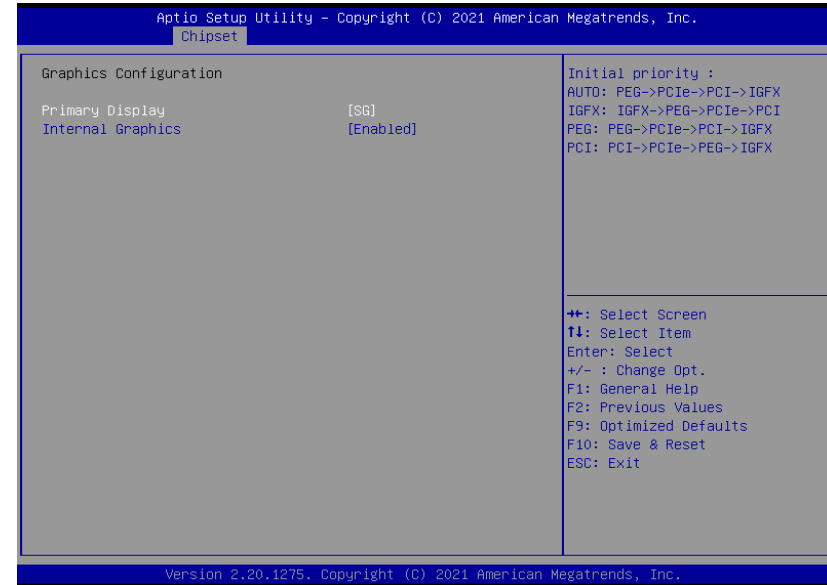 Aptio Setup Utility – Copyright (C) 2021 American Megatrends, Inc.
Chipset
Graphics Configuration
Primary Display [SG]
Internal Graphics [Enabled]
Initial priority :
AUTO: PEG->PCIe->PCI->IGFX
IGFX: IGFX->PEG->PCIe->PCI
PEG: PEG->PCIe->PCI->IGFX
PCI: PCI->PCIe->PEG->IGFX
→←: Select Screen
↑↓: Select Item
Enter: Select
+/- : Change Opt.
F1: General Help
F2: Previous Values
F9: Optimized Defaults
F10: Save & Reset
ESC: Exit
Version 2.20.1275. Copyright (C) 2021 American Megatrends, Inc.